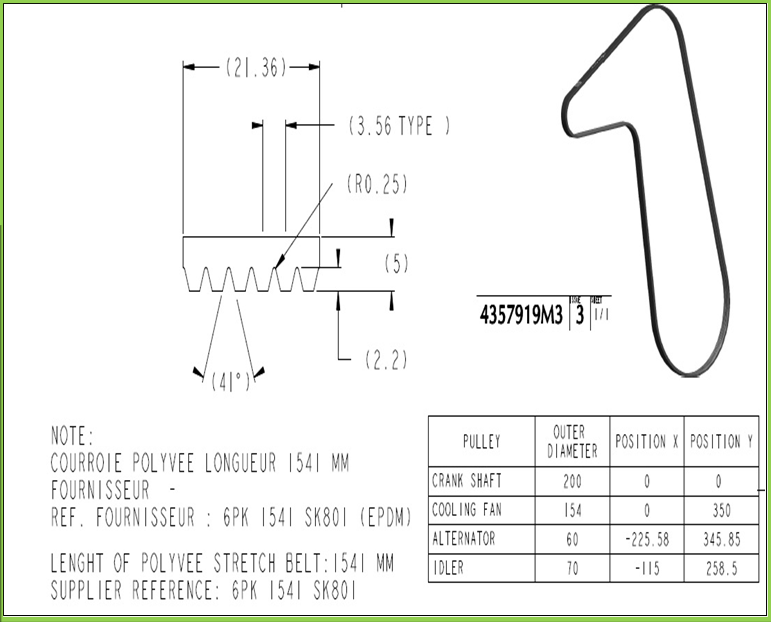 (21.36)
(3.56 TYPE )
(R0.25)
(5)
(2.2)
(41°)
4357919M3 3 1/1
NOTE:
COURROIE POLYVEE LONGUEUR 1541 MM
FOURNISSEUR -
REF. FOURNISSEUR : 6PK 1541 SK801 (EPDM)
LENGHT OF POLYVEE STRETCH BELT:1541 MM
SUPPLIER REFERENCE: 6PK 1541 SK801
PULLEY OUTER DIAMETER POSITION X POSITION Y
CRANK SHAFT 200 0 0
COOLING FAN 154 0 350
ALTERNATOR 60 -225.58 345.85
IDLER 70 -115 258.5